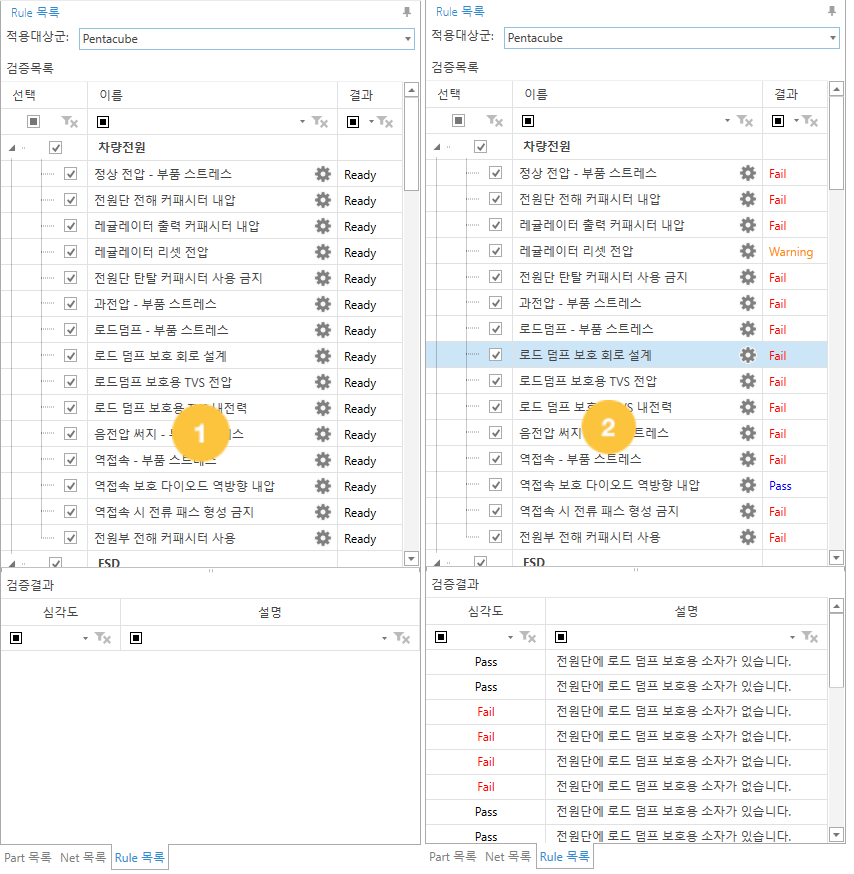 Rule 목록
적용대상군: Pentacube
검증목록
선택 이름 결과
차량전원
정상 전압 - 부품 스트레스 Ready
전원단 전해 커패시터 내압 Ready
레귤레이터 출력 커패시터 내압 Ready
레귤레이터 리셋 전압 Ready
전원단 탄탈 커패시터 사용 금지 Ready
과전압 - 부품 스트레스 Ready
로드덤프 - 부품 스트레스 Ready
로드 덤프 보호 회로 설계 Ready
로드덤프 보호용 TVS 전압 Ready
로드 덤프 보호용 내전력 Ready
음전압 써지 - Ready
역접속 - 부품 스트레스 Ready
역접속 보호 다이오드 역방향 내압 Ready
역접속 시 전류 패스 형성 금지 Ready
전원부 전해 커패시터 사용 Ready
ESD
1
검증결과
심각도 설명
Part 목록 Net 목록 Rule 목록
Rule 목록
적용대상군: Pentacube
검증목록
선택 이름 결과
차량전원
정상 전압 - 부품 스트레스 Fail
전원단 전해 커패시터 내압 Fail
레귤레이터 출력 커패시터 내압 Fail
레귤레이터 리셋 전압 Warning
전원단 탄탈 커패시터 사용 금지 Fail
과전압 - 부품 스트레스 Fail
로드덤프 - 부품 스트레스 Fail
로드 덤프 보호 회로 설계 Fail
로드덤프 보호용 TVS 전압 Fail
로드 덤프 내전력 Fail
음전압 써지 Fail
역접속 - 부품 스트레스 Fail
역접속 보호 다이오드 역방향 내압 Pass
역접속 시 전류 패스 형성 금지 Fail
전원부 전해 커패시터 사용 Fail
ESD
2
검증결과
심각도 설명
Pass 전원단에 로드 덤프 보호용 소자가 있습니다.
Pass 전원단에 로드 덤프 보호용 소자가 있습니다.
Fail 전원단에 로드 덤프 보호용 소자가 없습니다.
Fail 전원단에 로드 덤프 보호용 소자가 없습니다.
Fail 전원단에 로드 덤프 보호용 소자가 없습니다.
Fail 전원단에 로드 덤프 보호용 소자가 없습니다.
Pass 전원단에 로드 덤프 보호용 소자가 있습니다.
Pass 전원단에 로드 덤프 보호용 소자가 있습니다.
Part 목록 Net 목록 Rule 목록